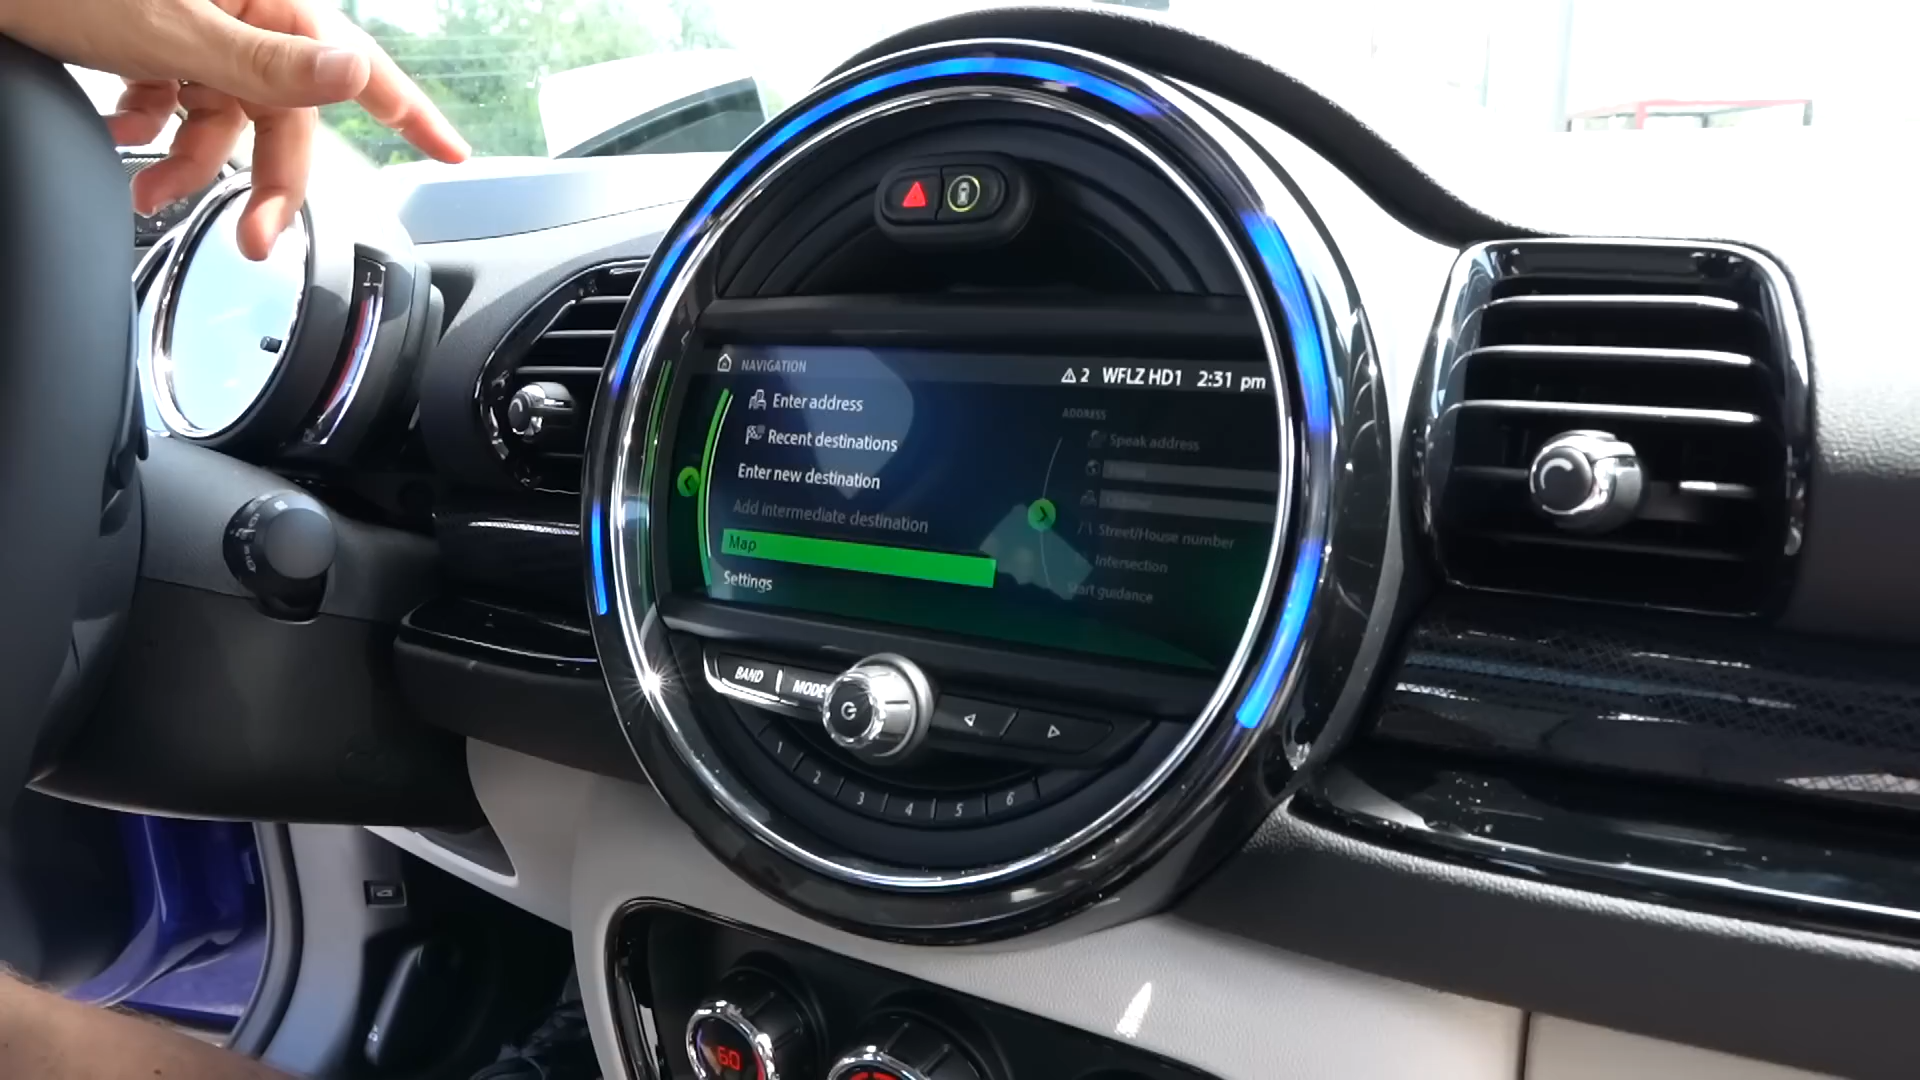 NAVIGATION
2 WFLZ HD1 2:31 pm
Enter address
Recent destinations
Enter new destination
Add intermediate destination
Map
Settings
ADDRESS
Speak address
Street/House number
Intersection
Start guidance
BAND
MODE
1
2
3
4
5
6
60